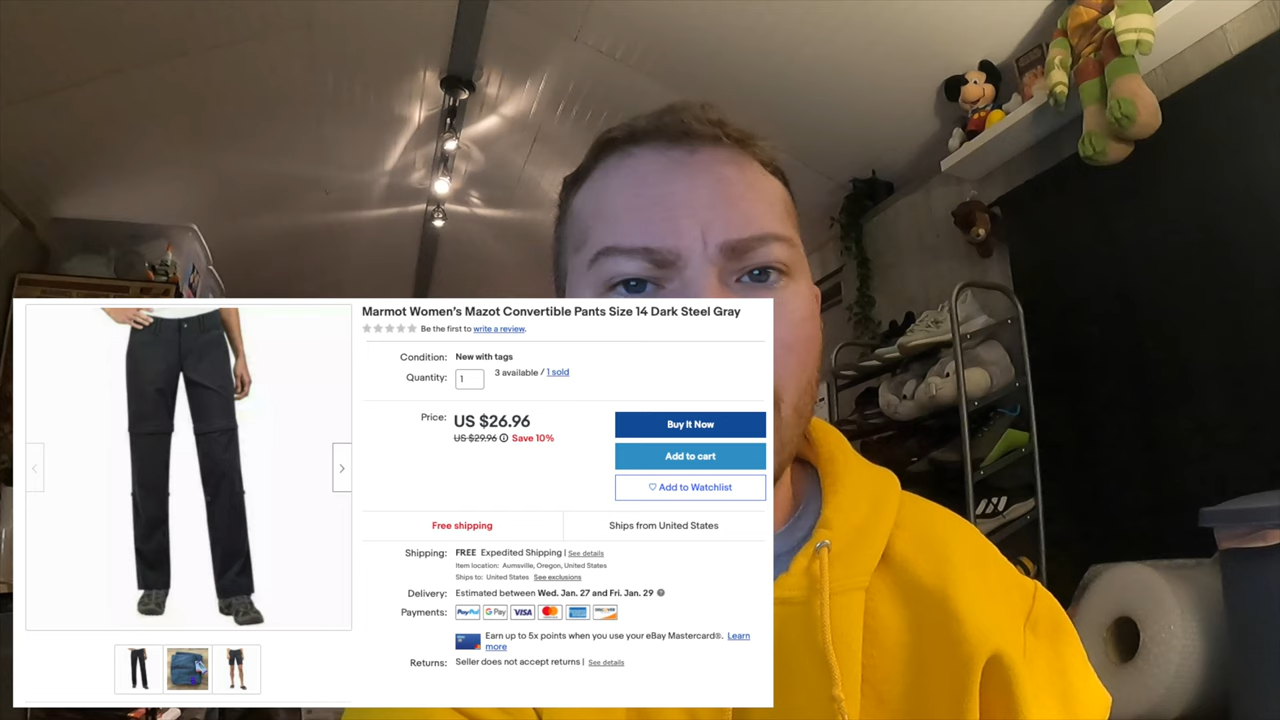 Marmot Women's Mazot Convertible Pants Size 14 Dark Steel Gray
Be the first to write a review.
Condition: New with tags
Quantity: 1 3 available / 1 sold
Price: US $26.96
US $29.96 Save 10%
Buy It Now
Add to cart
Add to Watchlist
Free shipping Ships from United States
Shipping: FREE Expedited Shipping | See details
Item location: Aumsville, Oregon, United States
Ships to: United States See exclusions
Delivery: Estimated between Wed. Jan. 27 and Fri. Jan. 29
Payments: PayPal G Pay VISA
Earn up to 5x points when you use your eBay Mastercard®. Learn
more
Returns: Seller does not accept returns | See details